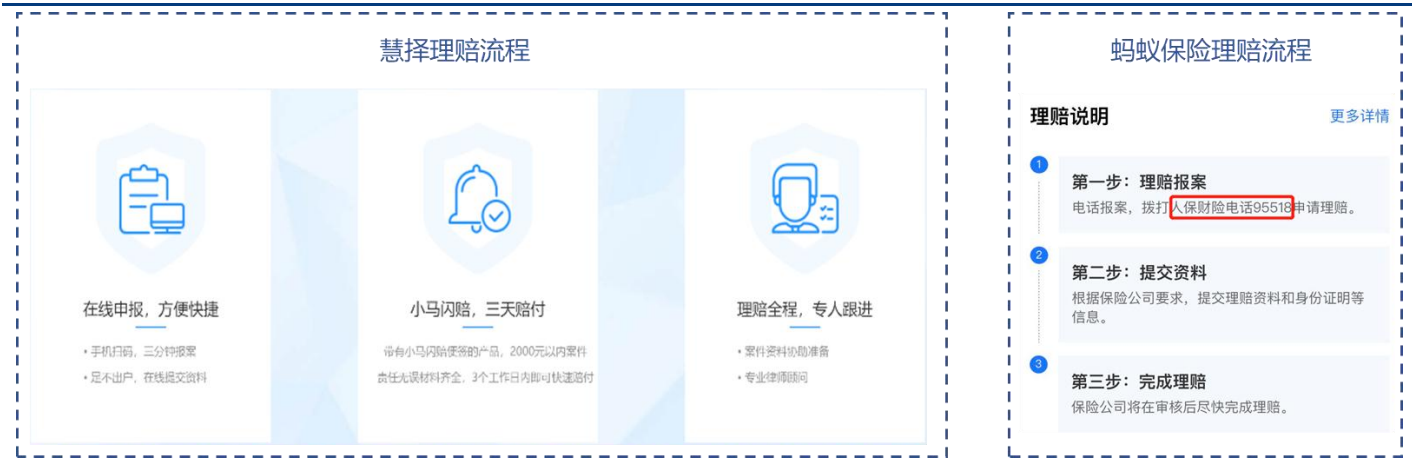 慧择理赔流程
在线申报，方便快捷
• 手机扫码，三分钟报案
• 足不出户，在线提交资料
小马闪赔，三天赔付
带有小马闪赔便签的产品，2000元以内案件
责任无误材料齐全，3个工作日内即可快速赔付
理赔全程，专人跟进
• 案件资料协助准备
• 专业律师顾问
蚂蚁保险理赔流程
理赔说明
更多详情
1
第一步：理赔报案
电话报案，拨打人保财险电话95518申请理赔。
2
第二步：提交资料
根据保险公司要求，提交理赔资料和身份证明等
信息。
3
第三步：完成理赔
保险公司将在审核后尽快完成理赔。